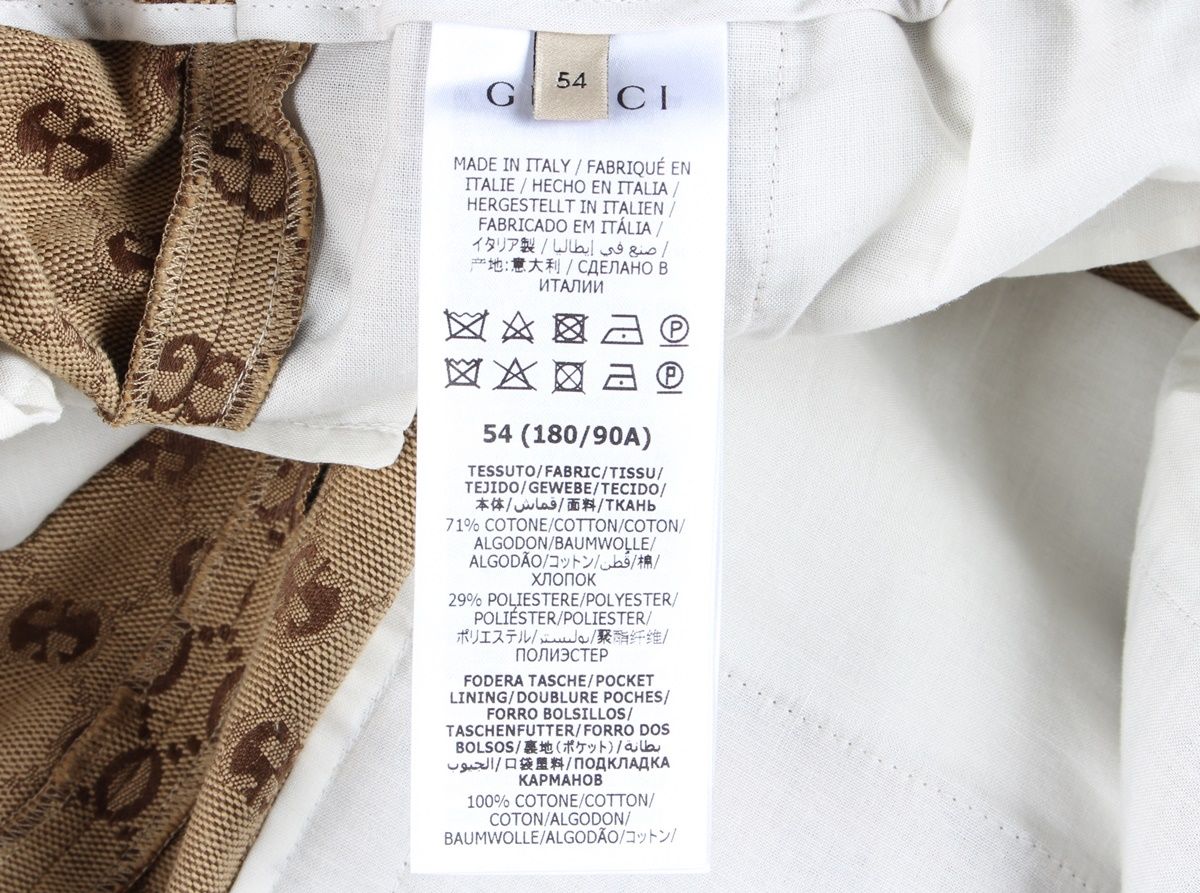 54
G CCI
MADE IN ITALY / FABRIQUÉ EN
ITALIE / HECHO EN ITALIA /
HERGESTELLT IN ITALIEN /
FABRICADO EM ITÁLIA /
イタリア製 / صنع في إيطاليا /
产地:意大利 / СДЕЛАНО В
ИТАЛИИ
P
P
54 (180/90A)
TESSUTO/FABRIC/TISSU/
TEJIDO/GEWEBE/TECIDO/
本体/قماش/面料/ТКАНЬ
71% COTONE/COTTON/COTON/
ALGODON/BAUMWOLLE/
ALGODÃO/コットン/قطن/棉/
ХЛОПОК
29% POLIESTERE/POLYESTER/
POLIÉSTER/POLIESTER/
ポリエステル/بوليستر/聚酯纤维/
ПОЛИЭСТЕР
FODERA TASCHE/POCKET
LINING/DOUBLURE POCHES/
FORRO BOLSILLOS/
TASCHENFUTTER/FORRO DOS
BOLSOS/裏地(ポケット)/بطانة
الجيوب/口袋里料/ПОДКЛАДКА
КАРМАНОВ
100% COTONE/COTTON/
COTON/ALGODON/
BAUMWOLLE/ALGODÃO/コットン/